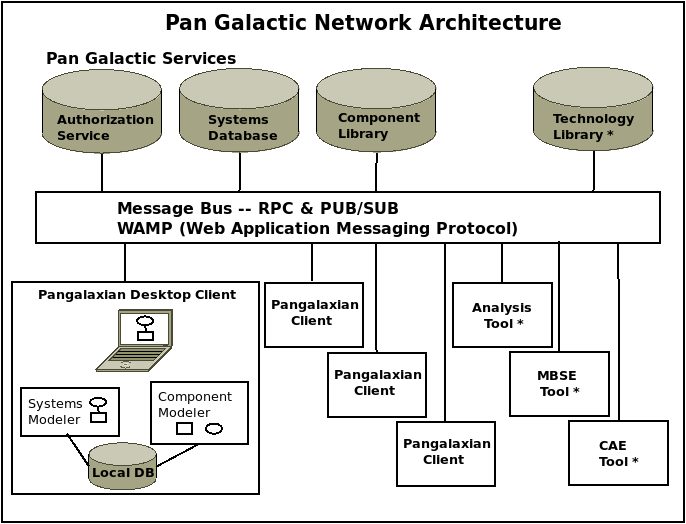 Pan Galactic Network Architecture
Pan Galactic Services
Authorization
Service
Systems
Database
Component
Library
Technology
Library *
Message Bus -- RPC & PUB/SUB
WAMP (Web Application Messaging Protocol)
Pangalaxian Desktop Client
Systems
Modeler
Component
Modeler
Local DB
Pangalaxian
Client
Pangalaxian
Client
Pangalaxian
Client
Analysis
Tool *
MBSE
Tool *
CAE
Tool *